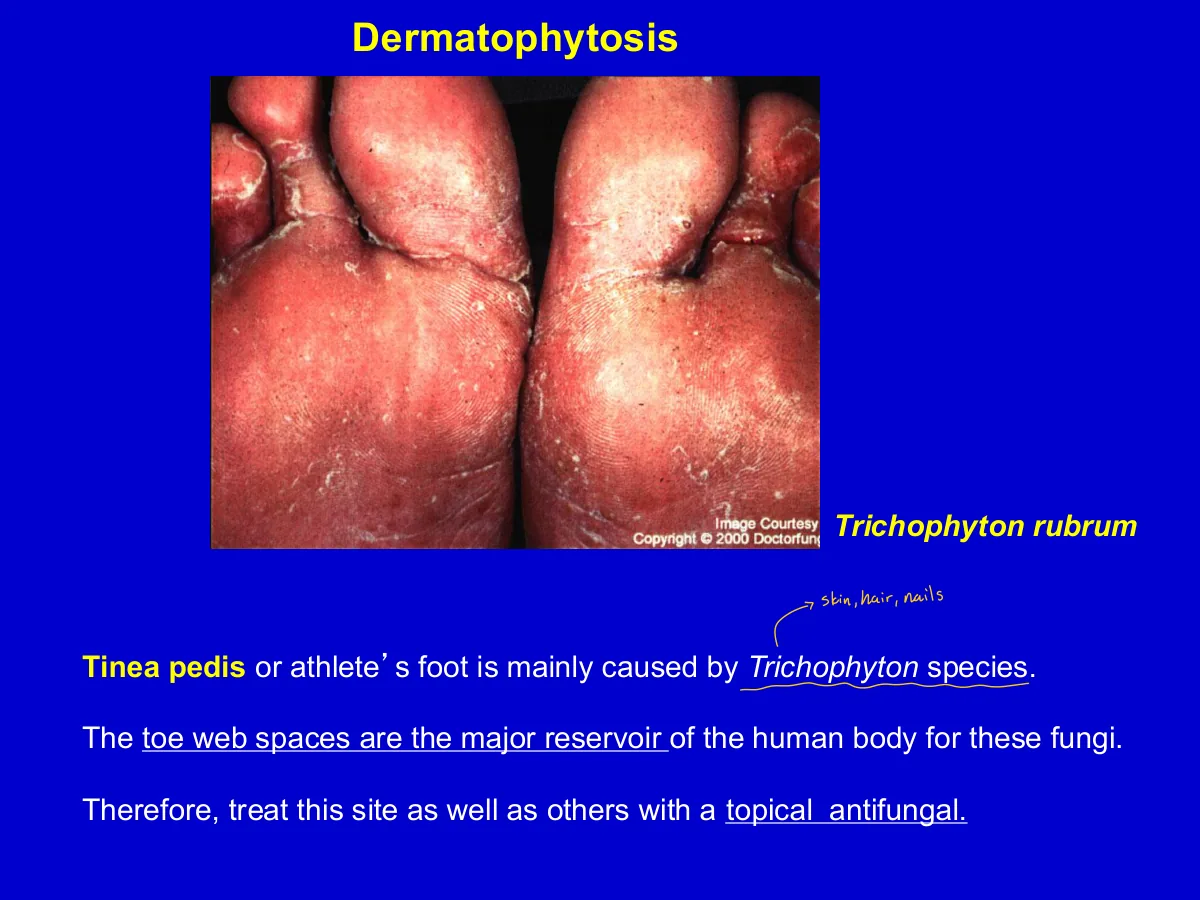 Dermatophytosis
Image Courtesy
Copyright © 2000 Doctorfung
Trichophyton rubrum
skin, hair, nails
Tinea pedis or athlete’s foot is mainly caused by Trichophyton species.
The toe web spaces are the major reservoir of the human body for these fungi.
Therefore, treat this site as well as others with a topical antifungal.